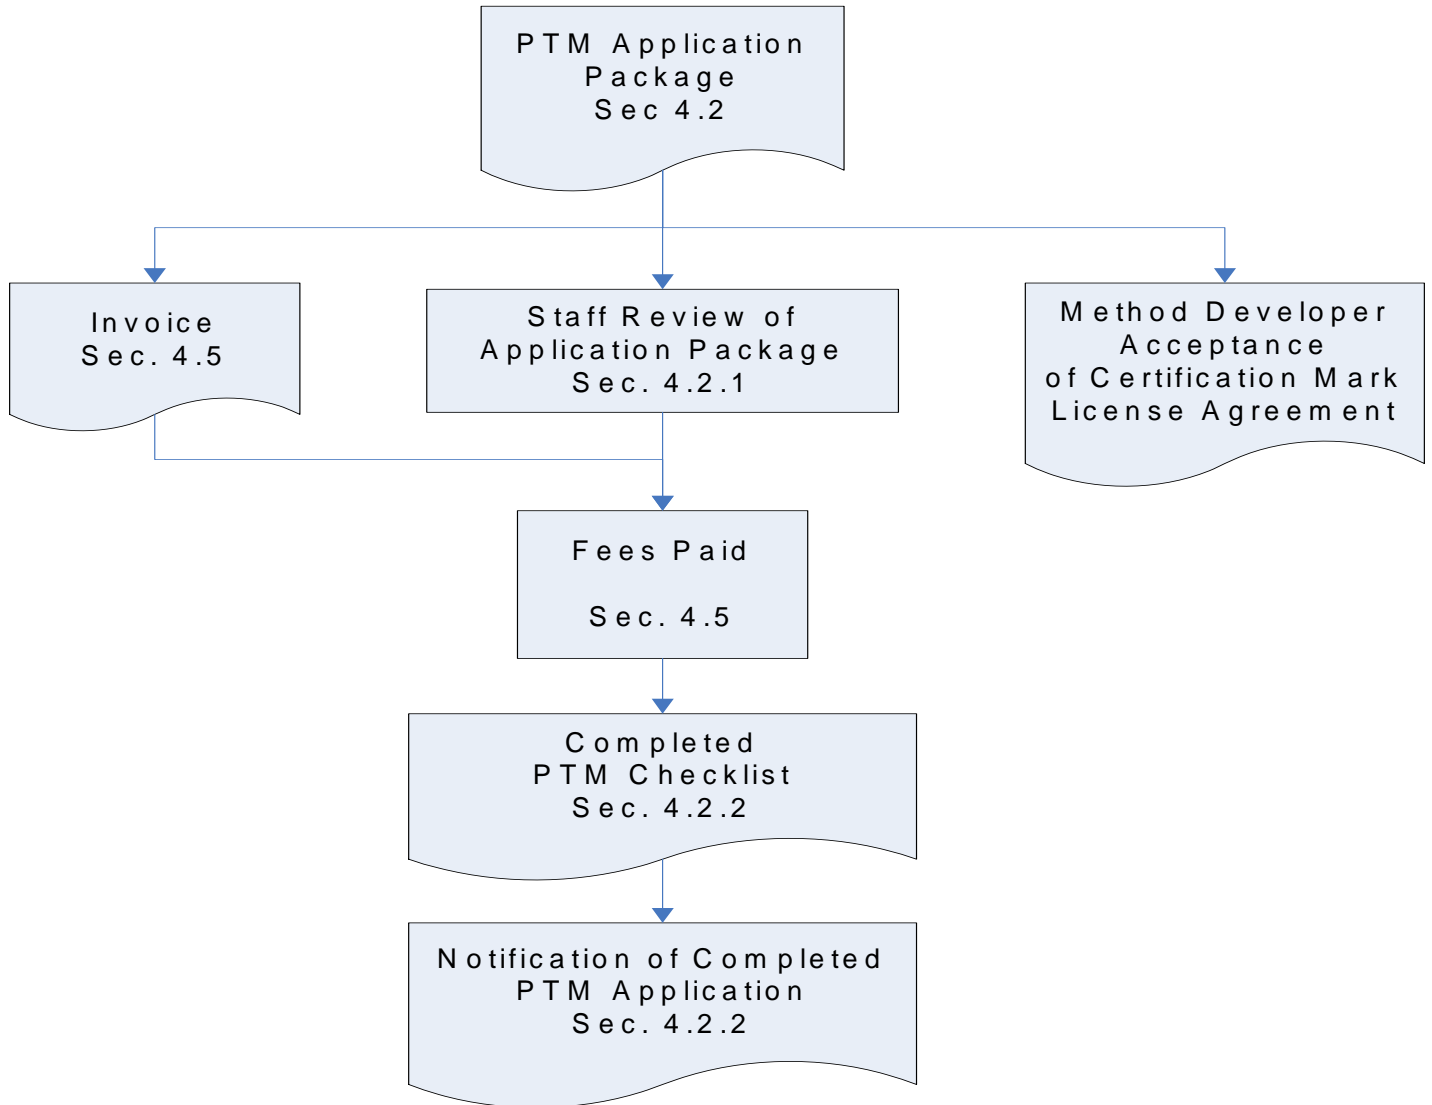 PTM Application
Package
Sec 4.2
Invoice
Sec. 4.5
Staff Review of
Application Package
Sec. 4.2.1
Method Developer
Acceptance
of Certification Mark
License Agreement
Fees Paid
Sec. 4.5
Completed
PTM Checklist
Sec. 4.2.2
Notification of Completed
PTM Application
Sec. 4.2.2